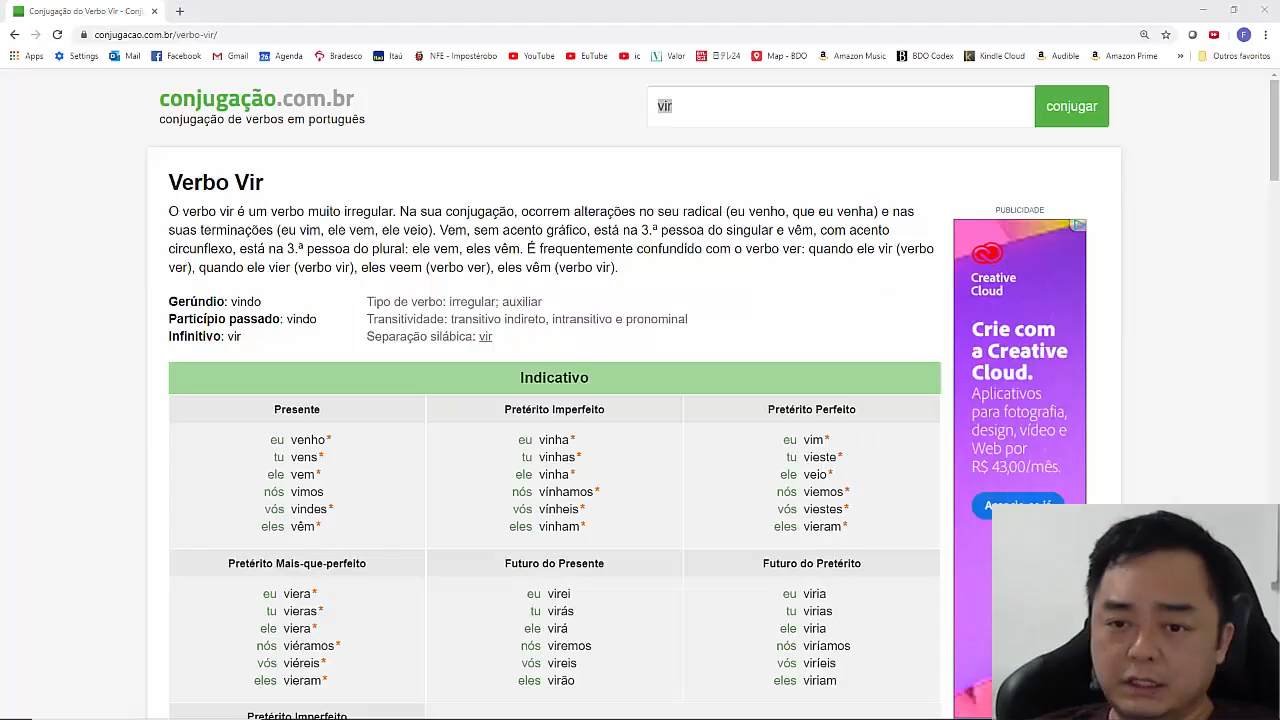 Conjugação do Verbo Vir - Conju
conjugacao.com.br/verbo-vir/
F
Apps
Settings
Mail
Facebook
Gmail
26 Agenda
Bradesco
Itaú
NFE - Impostérobo
YouTube
EuTube
ic
Valor
Map - BDO
Amazon Music
BDO Codex
Kindle Cloud
Audible
Amazon Prime
»
Outros favoritos
conjugação.com.br
conjugação de verbos em português
vir
conjugar
Verbo Vir
O verbo vir é um verbo muito irregular. Na sua conjugação, ocorrem alterações no seu radical (eu venho, que eu venha) e nas
suas terminações (eu vim, ele vem, ele veio). Vem, sem acento gráfico, está na 3.ª pessoa do singular e vêm, com acento
circunflexo, está na 3.ª pessoa do plural: ele vem, eles vêm. É frequentemente confundido com o verbo ver: quando ele vir (verbo
ver), quando ele vier (verbo vir), eles veem (verbo ver), eles vêm (verbo vir).
Gerúndio: vindo
Particípio passado: vindo
Infinitivo: vir
Tipo de verbo: irregular; auxiliar
Transitividade: transitivo indireto, intransitivo e pronominal
Separação silábica: vir
Indicativo
Presente
eu venho*
tu vens*
ele vem*
nós vimos
vós vindes*
eles vêm*
Pretérito Imperfeito
eu vinha*
tu vinhas*
ele vinha*
nós vínhamos*
vós vínheis*
eles vinham*
Pretérito Perfeito
eu vim*
tu vieste*
ele veio*
nós viemos*
vós viestes*
eles vieram*
Pretérito Mais-que-perfeito
eu viera*
tu vieras*
ele viera*
nós viéramos*
vós viéreis*
eles vieram*
Futuro do Presente
eu virei
tu virás
ele virá
nós viremos
vós vireis
eles virão
Futuro do Pretérito
eu viria
tu virias
ele viria
nós viríamos
vós viríeis
eles viriam
Pretérito Imperfeito
PUBLICIDADE
Creative
Cloud
Crie com
a Creative
Cloud.
Aplicativos
para fotografia,
design, vídeo e
Web por
R$ 43,00/mês.